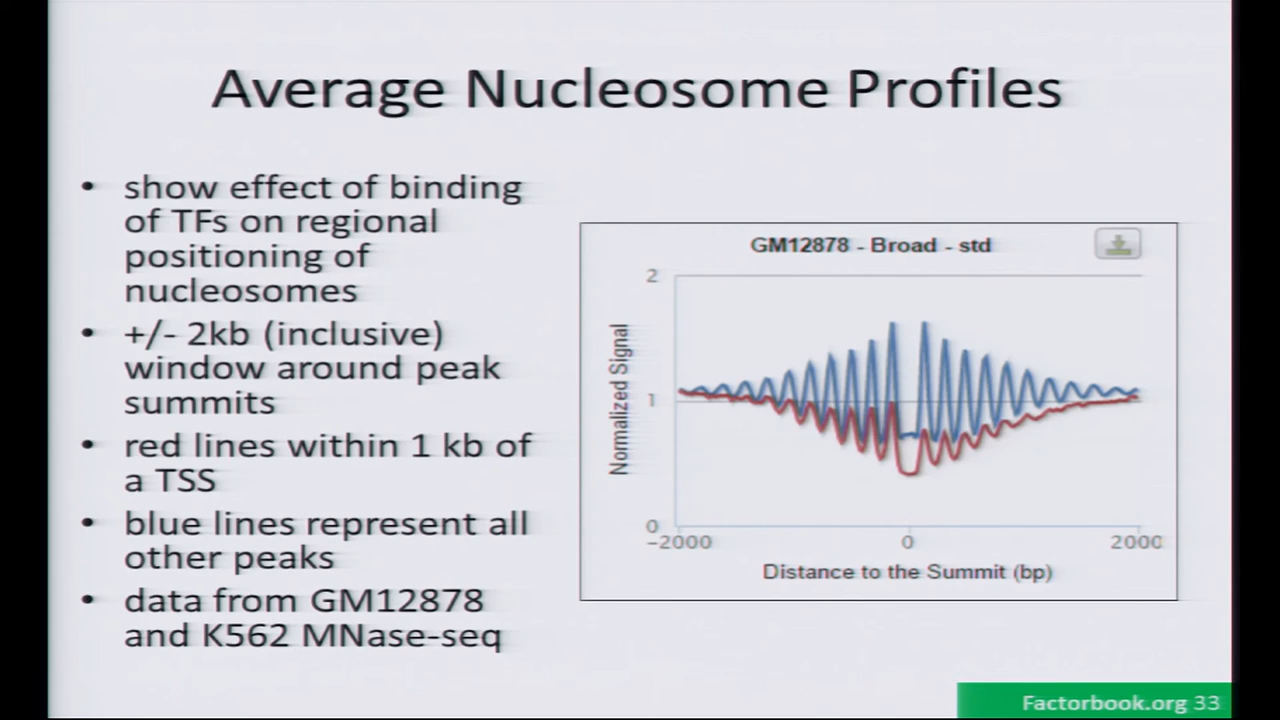 Average Nucleosome Profiles
• show effect of binding
of TFs on regional
positioning of
nucleosomes
• +/- 2kb (inclusive)
window around peak
summits
• red lines within 1 kb of
a TSS
• blue lines represent all
other peaks
• data from GM12878
and K562 MNase-seq
GM12878 - Broad - std
Normalized Signal
2
1
0
-2000
0
2000
Distance to the Summit (bp)
Factorbook.org 33